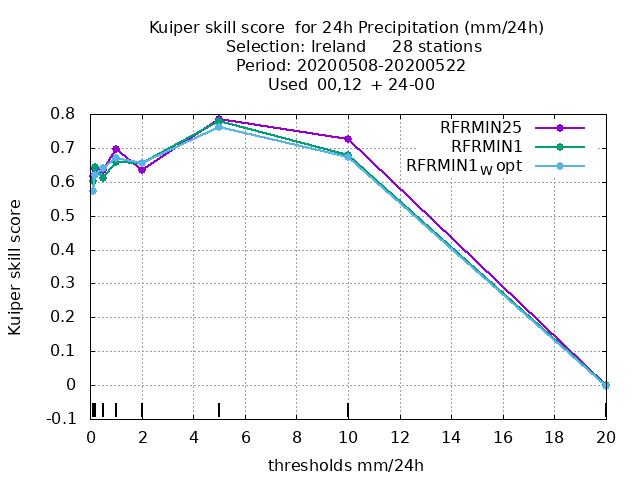 Kuiper skill score  for 24h Precipitation (mm/24h)
Selection: Ireland     28 stations
Period: 20200508-20200522
Used  00,12  + 24-00
RFRMIN25
RFRMIN1
RFRMIN1W opt
Kuiper skill score
0.8
0.7
0.6
0.5
0.4
0.3
0.2
0.1
0
-0.1
0 2 4 6 8 10 12 14 16 18 20
thresholds mm/24h